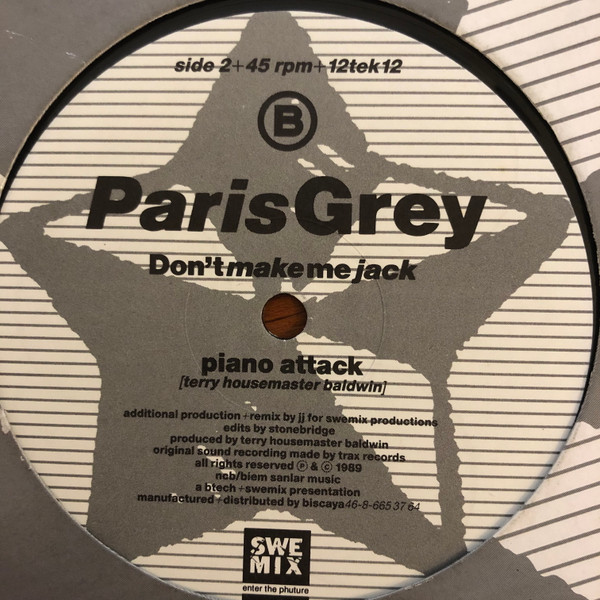 side 2+45 rpm+12tek12
B
ParisGrey
Don't make me jack
piano attack
[terry housemaster baldwin]
additional production + remix by jj for swemix productions
edits by stonebridge
produced by terry housemaster baldwin
original sound recording made by trax records
all rights reserved ℗ & © 1989
ncb/biem sanlar music
a btech + swemix presentation
manufactured + distributed by biscaya 46-8-665 37 64
SWE
MIX
enter the phuture